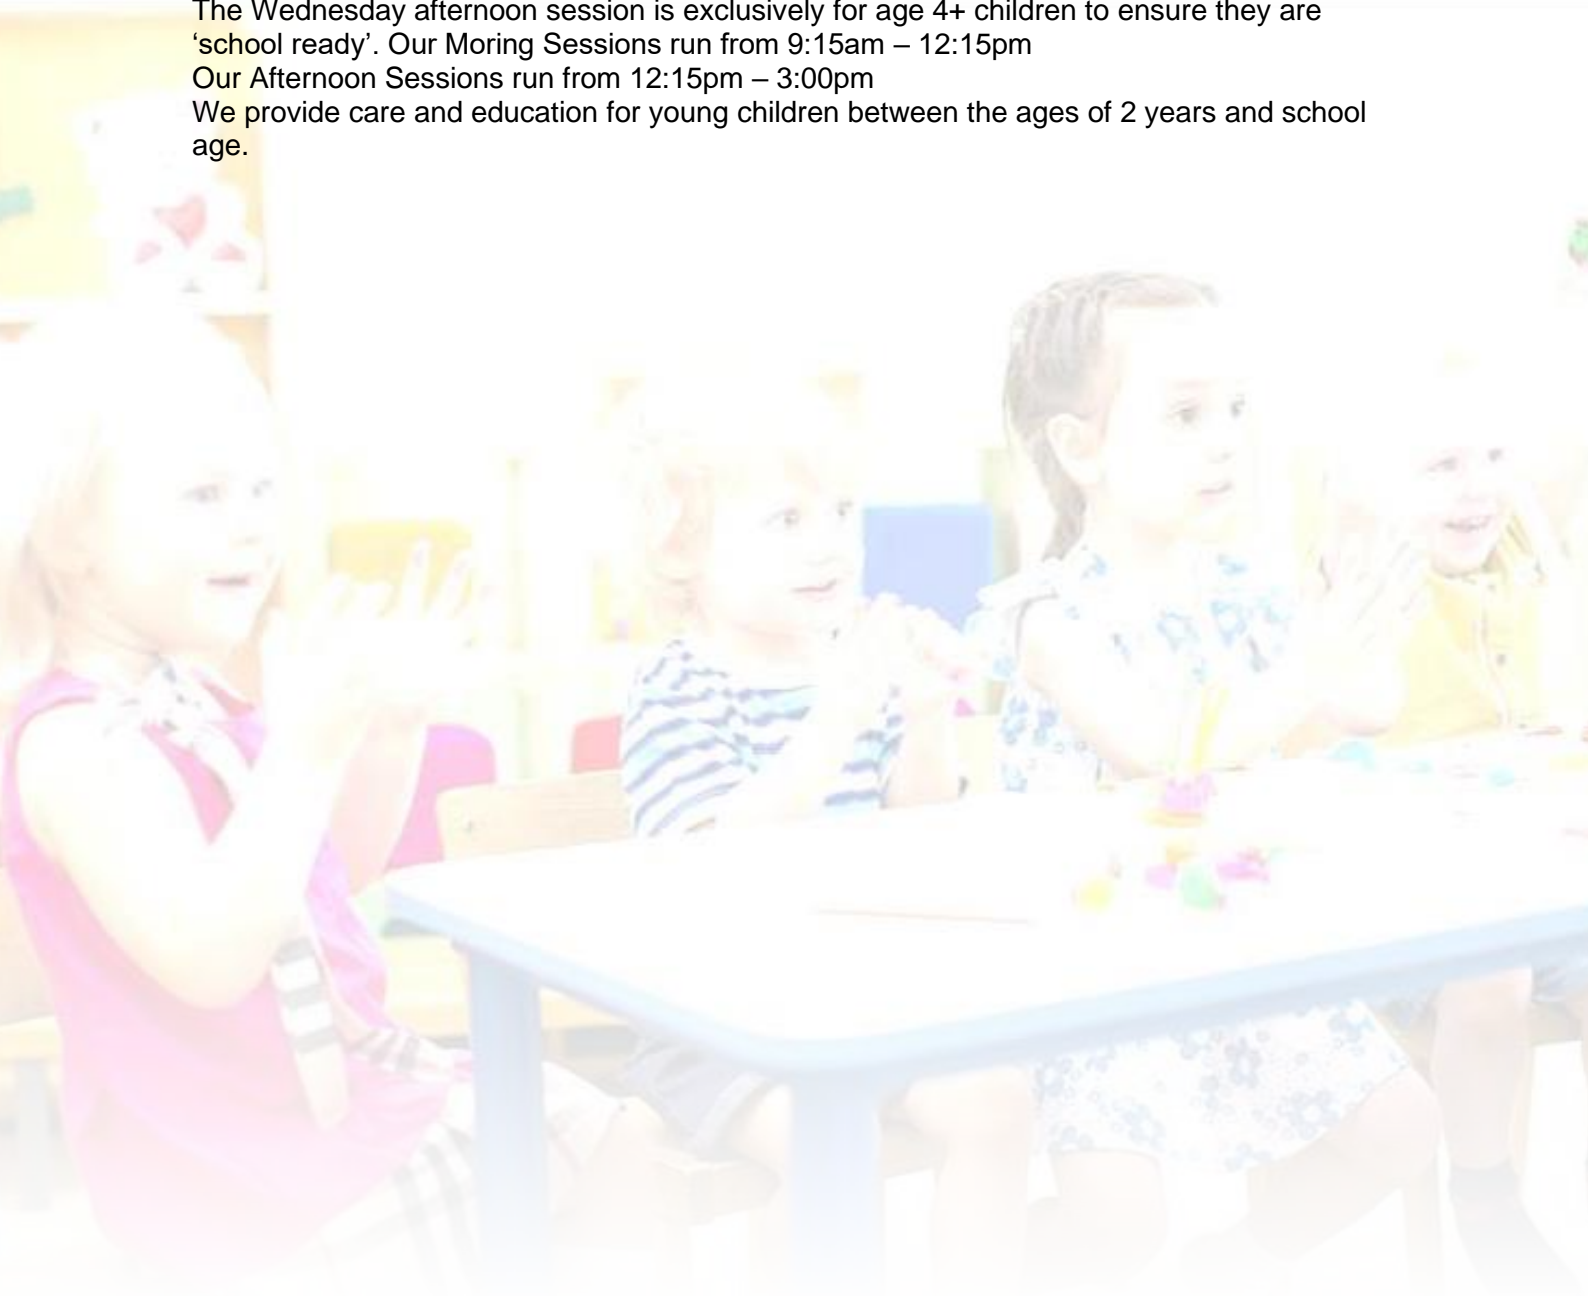 The Wednesday afternoon session is exclusively for age 4+ children to ensure they are
‘school ready’. Our Moring Sessions run from 9:15am – 12:15pm
Our Afternoon Sessions run from 12:15pm – 3:00pm
We provide care and education for young children between the ages of 2 years and school
age.